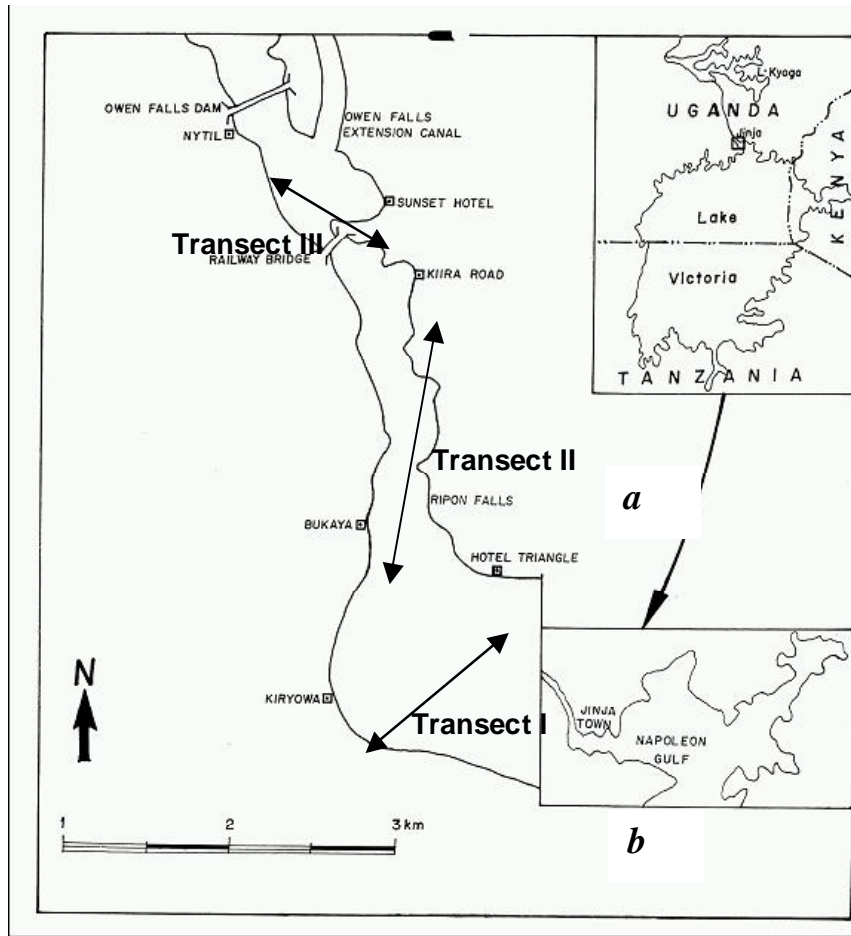 OWEN FALLS DAM
NYTIL
OWEN FALLS
EXTENSION CANAL
SUNSET HOTEL
Transect III
RAILWAY BRIDGE
KIIRA ROAD
Transect II
RIPON FALLS
BUKAYA
HOTEL TRIANGLE
KIRYOWA
Transect I
N
1 2 3 km
L. Kyoga
UGANDA
Jinja
KENYA
Lake
Victoria
TANZANIA
a
JINJA
TOWN
NAPOLEON
GULF
b